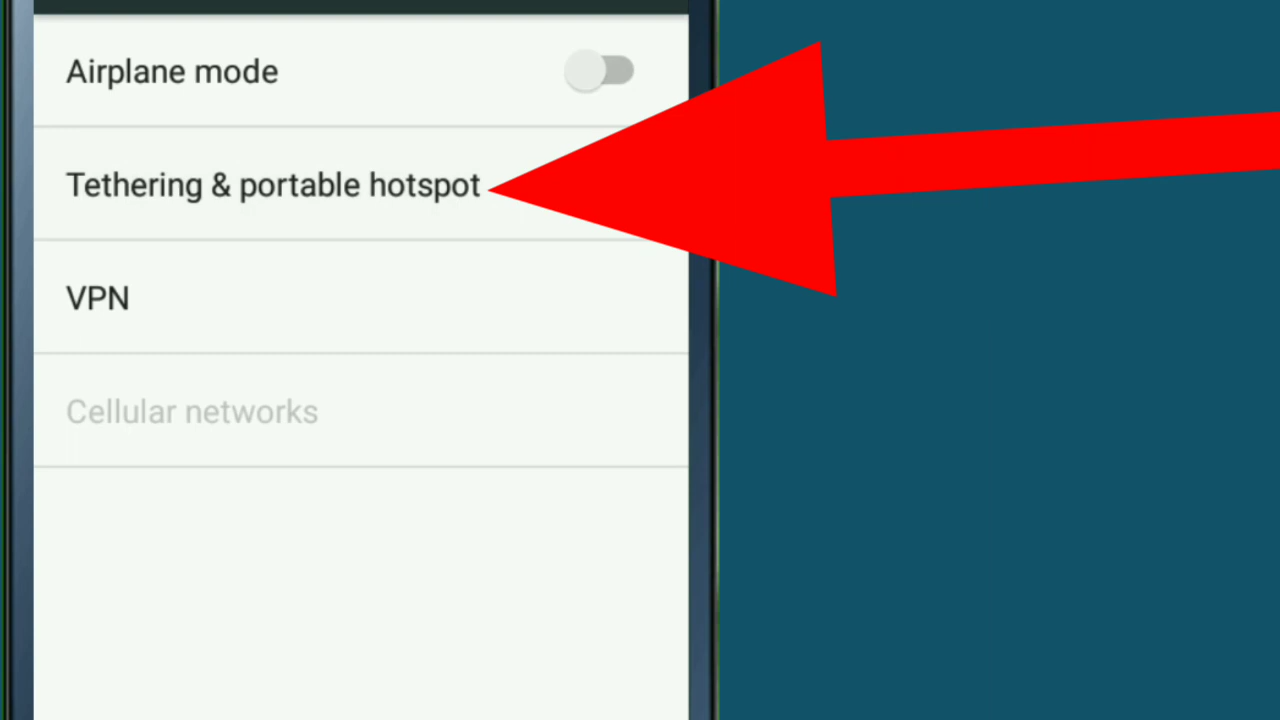 Airplane mode
Tethering & portable hotspot
VPN
Cellular networks